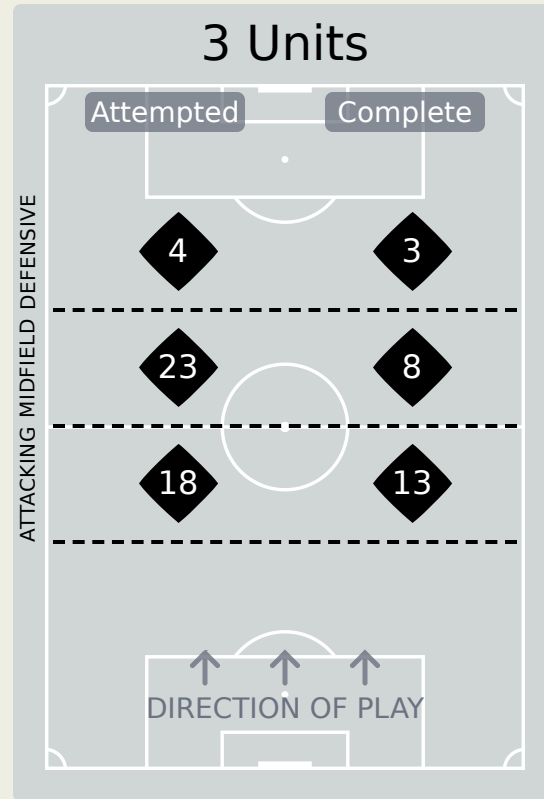 3 Units
Attempted Complete
ATTACKING MIDFIELD DEFENSIVE
4 3
23 8
18 13
DIRECTION OF PLAY